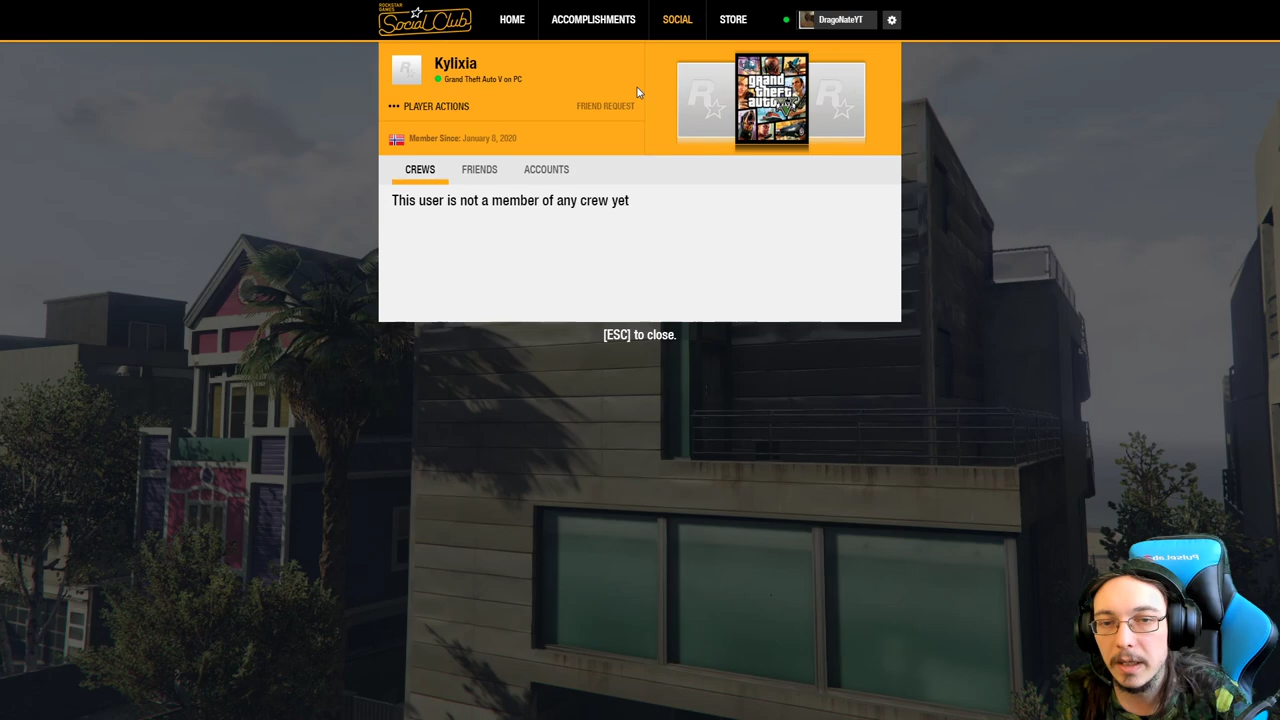 ROCKSTAR
GAMES
Social Club
HOME
ACCOMPLISHMENTS
SOCIAL
STORE
DragoNateYT
Kylixia
Grand Theft Auto V on PC
••• PLAYER ACTIONS
FRIEND REQUEST
Member Since: January 8, 2020
R
grand
theft
auto
V
R
CREWS
FRIENDS
ACCOUNTS
This user is not a member of any crew yet
[ESC] to close.